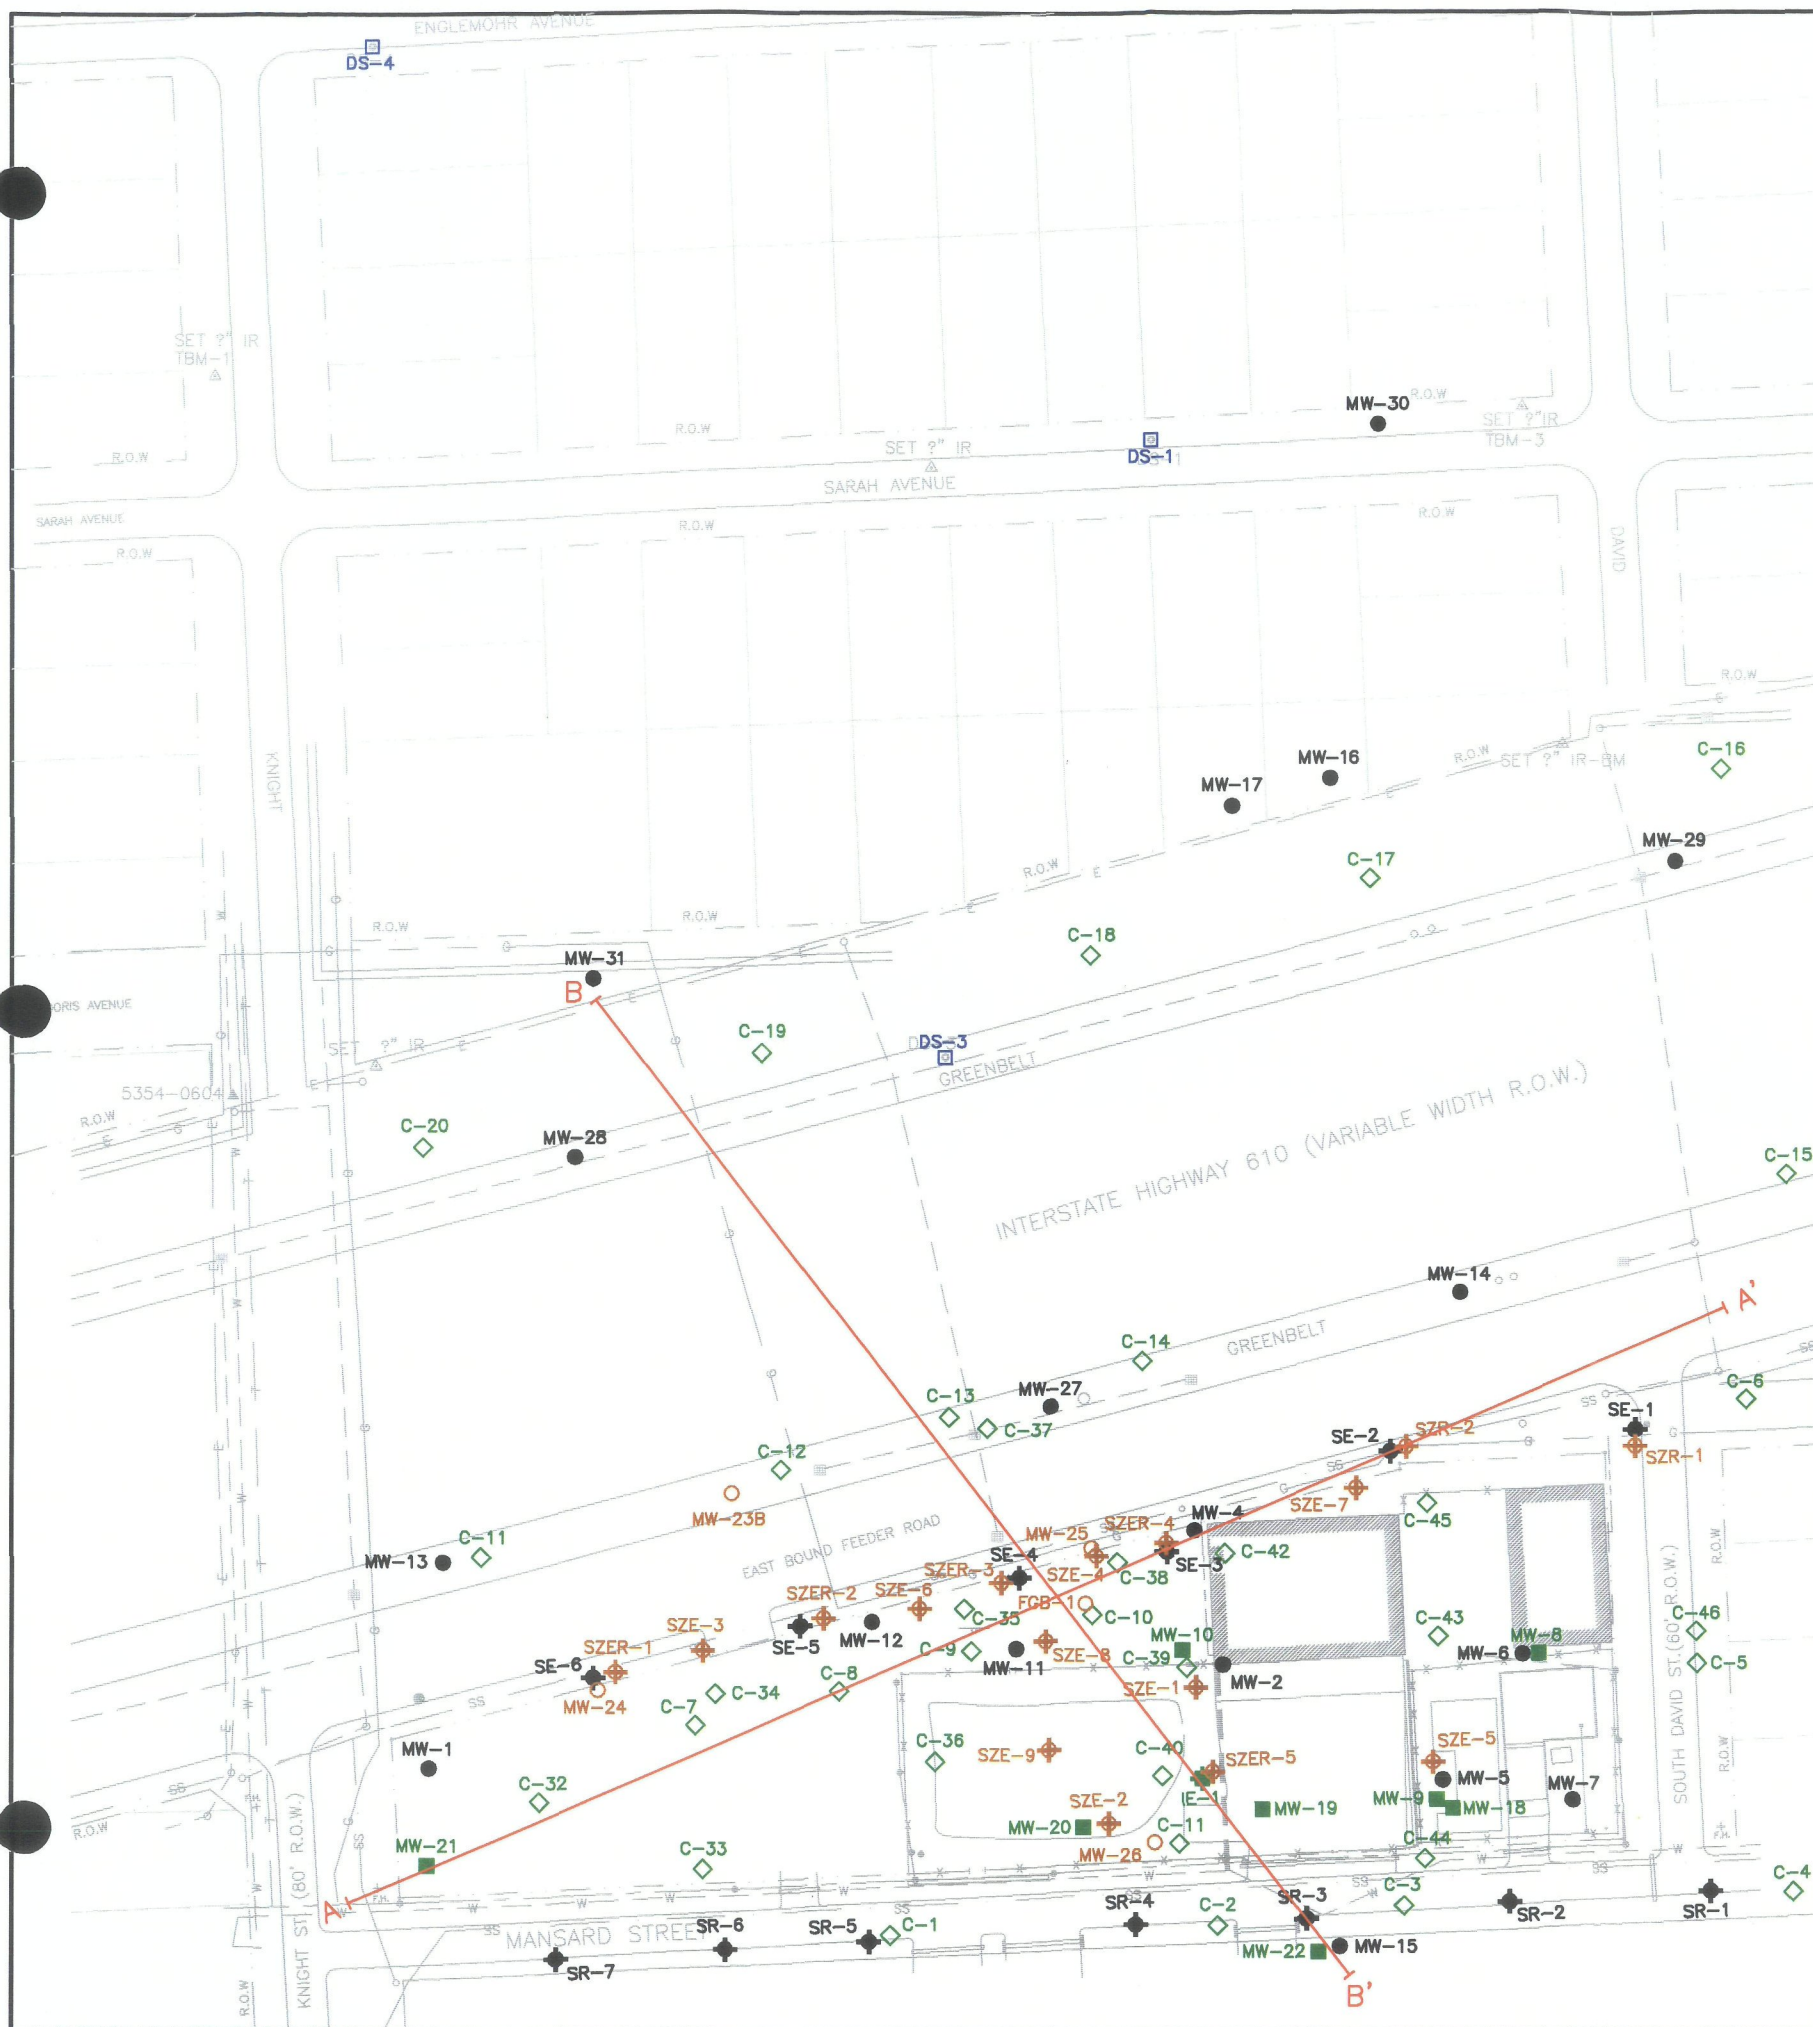 ENGLEMOHR AVENUE
DS-4
SET ?" IR
TBM-1
MW-30
R.O.W
SET ?" IR
TBM-3
R.O.W
DS-1
R.O.W
SET ?" IR
SARAH AVENUE
SARAH AVENUE
R.O.W
R.O.W
R.O.W
DAVID
R.O.W
C-16
MW-16
R.O.W
SET ?" IR-BM
MW-17
KNIGHT
MW-29
C-17
R.O.W
E
R.O.W
R.O.W
C-18
MW-31
B
ORIS AVENUE
C-19
DS-3
SET ?" IR
GREENBELT
5354-0604
R.O.W
C-20
MW-28
INTERSTATE HIGHWAY 610 (VARIABLE WIDTH R.O.W.)
C-15
MW-14
A'
C-14
GREENBELT
MW-27
C-13
C-37
C-6
SE-1
SZR-1
SE-2
SZR-2
C-12
SZE-7
MW-23B
C-45
MW-4
SZER-4
MW-25
EAST BOUND FEEDER ROAD
C-11
MW-13
SE-4
SE-3
C-42
SZER-3
SZE-4
C-38
SZER-2
SZE-6
FGB-1
C-35
C-10
SZE-3
SE-5
MW-12
C-9
MW-11
SZE-8
MW-10
C-39
C-43
MW-6
MW-8
C-46
C-5
R.O.W
SZER-1
SE-6
MW-24
C-34
C-7
C-8
SZE-1
MW-2
MW-1
C-36
SZE-9
C-40
SZER-5
IE-1
SZE-5
MW-5
MW-7
C-32
SZE-2
MW-20
MW-19
MW-9
MW-18
SOUTH DAVID ST.(60' R.O.W.)
R.O.W
R.O.W
MW-21
C-33
C-11
MW-26
C-44
F.H.
C-4
A
F.H.
KNIGHT ST. (80' R.O.W.)
SR-6
SR-5
C-1
SR-4
C-2
SR-3
C-3
SR-2
SR-1
MANSARD STREET
SR-7
MW-22
MW-15
B'
R.O.W